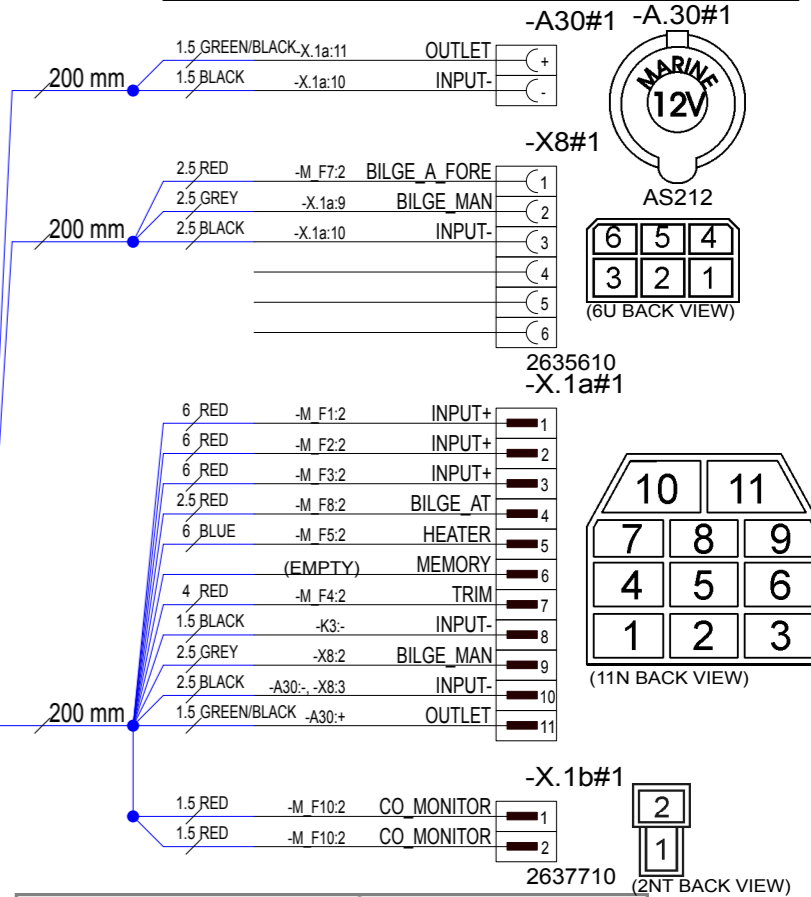 -A30#1 -A.30#1
1.5 GREEN/BLACK -X.1a:11 OUTLET +
200 mm 1.5 BLACK -X.1a:10 INPUT- -
MARINE
12V
AS212
-X8#1
2.5 RED -M_F7:2 BILGE_A_FORE 1
2.5 GREY -X.1a:9 BILGE_MAN 2
200 mm 2.5 BLACK -X.1a:10 INPUT- 3
4
5
6
6 5 4
3 2 1
(6U BACK VIEW)
2635610
-X.1a#1
6 RED -M_F1:2 INPUT+ 1
6 RED -M_F2:2 INPUT+ 2
6 RED -M_F3:2 INPUT+ 3
2.5 RED -M_F8:2 BILGE_AT 4
6 BLUE -M_F5:2 HEATER 5
(EMPTY) MEMORY 6
4 RED -M_F4:2 TRIM 7
1.5 BLACK -K3:- INPUT- 8
2.5 GREY -X8:2 BILGE_MAN 9
2.5 BLACK -A30:-, -X8:3 INPUT- 10
200 mm 1.5 GREEN/BLACK -A30:+ OUTLET 11
10 11
7 8 9
4 5 6
1 2 3
(11N BACK VIEW)
-X.1b#1
1.5 RED -M_F10:2 CO_MONITOR 1
1.5 RED -M_F10:2 CO_MONITOR 2
2637710
2
1
(2NT BACK VIEW)